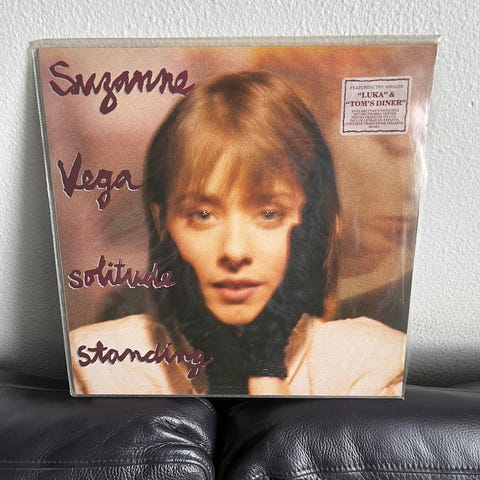 Suzanne
Vega
solitude
standing
FEATURING THE SINGLES
"LUKA" &
"TOM'S DINER"